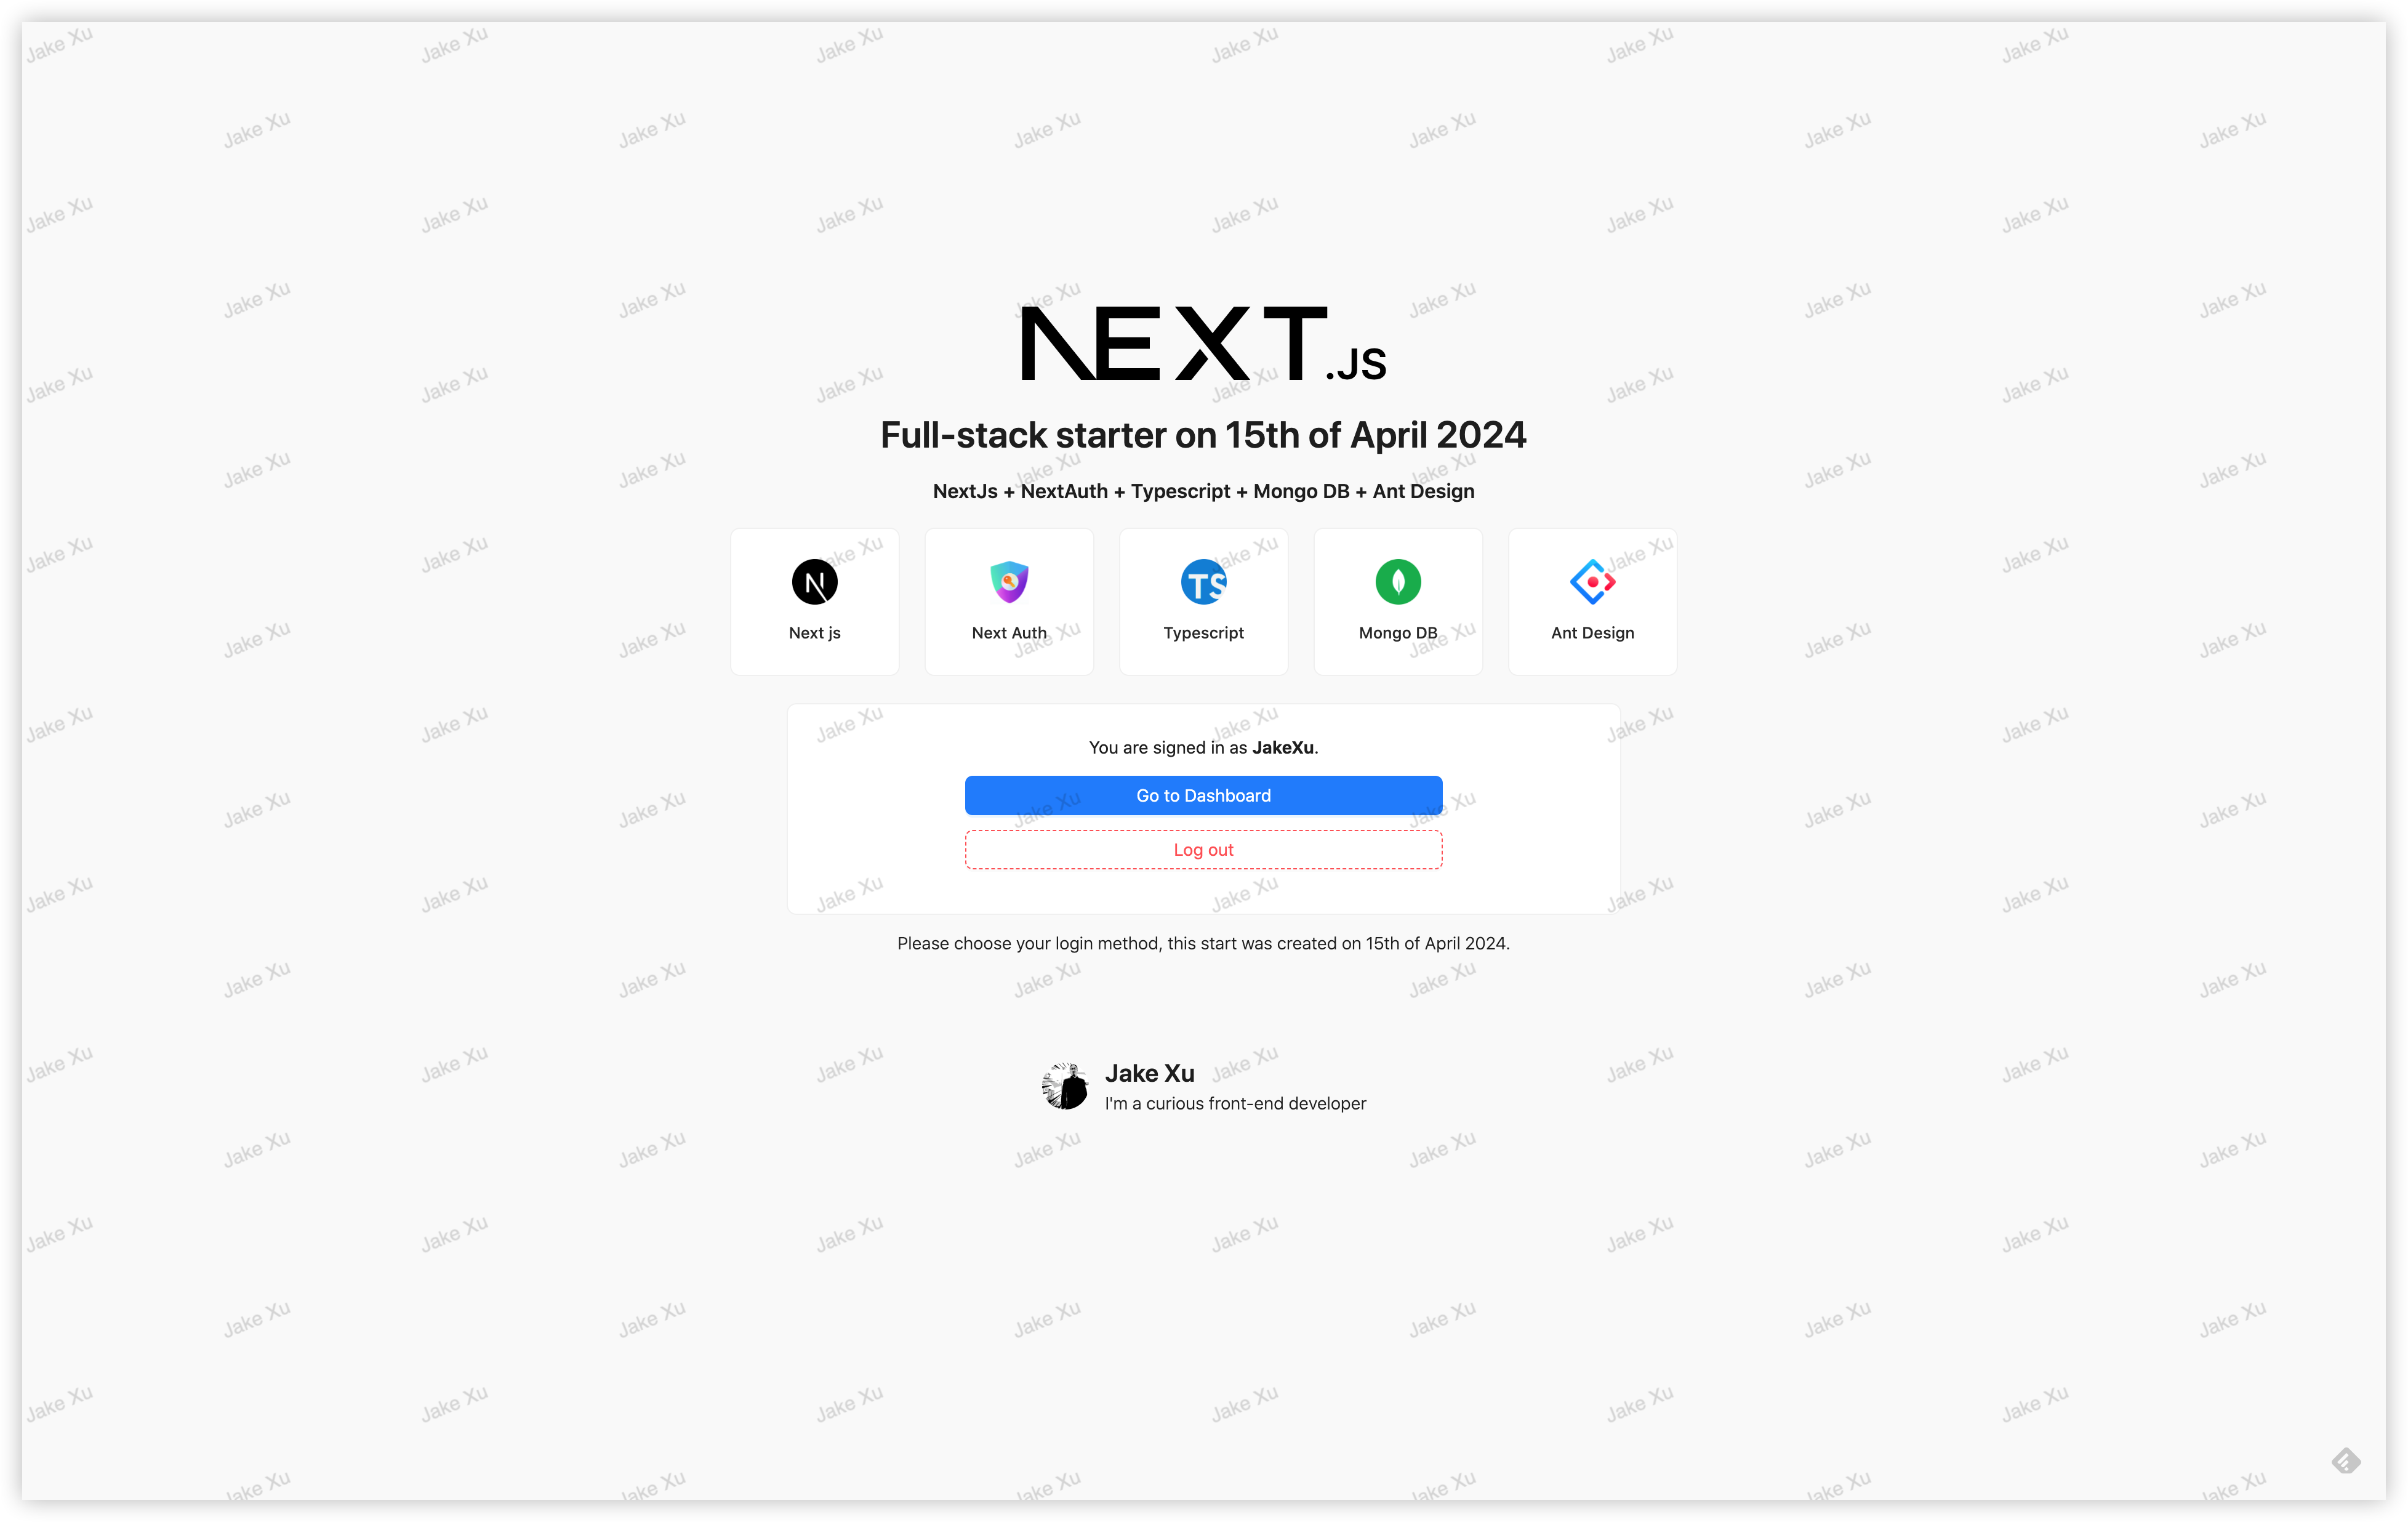 NEXT.JS
Full-stack starter on 15th of April 2024
NextJs + NextAuth + Typescript + Mongo DB + Ant Design
Next js
Next Auth
TS
Typescript
Mongo DB
Ant Design
You are signed in as JakeXu.
Go to Dashboard
Log out
Please choose your login method, this start was created on 15th of April 2024.
Jake Xu
I'm a curious front-end developer
Jake Xu